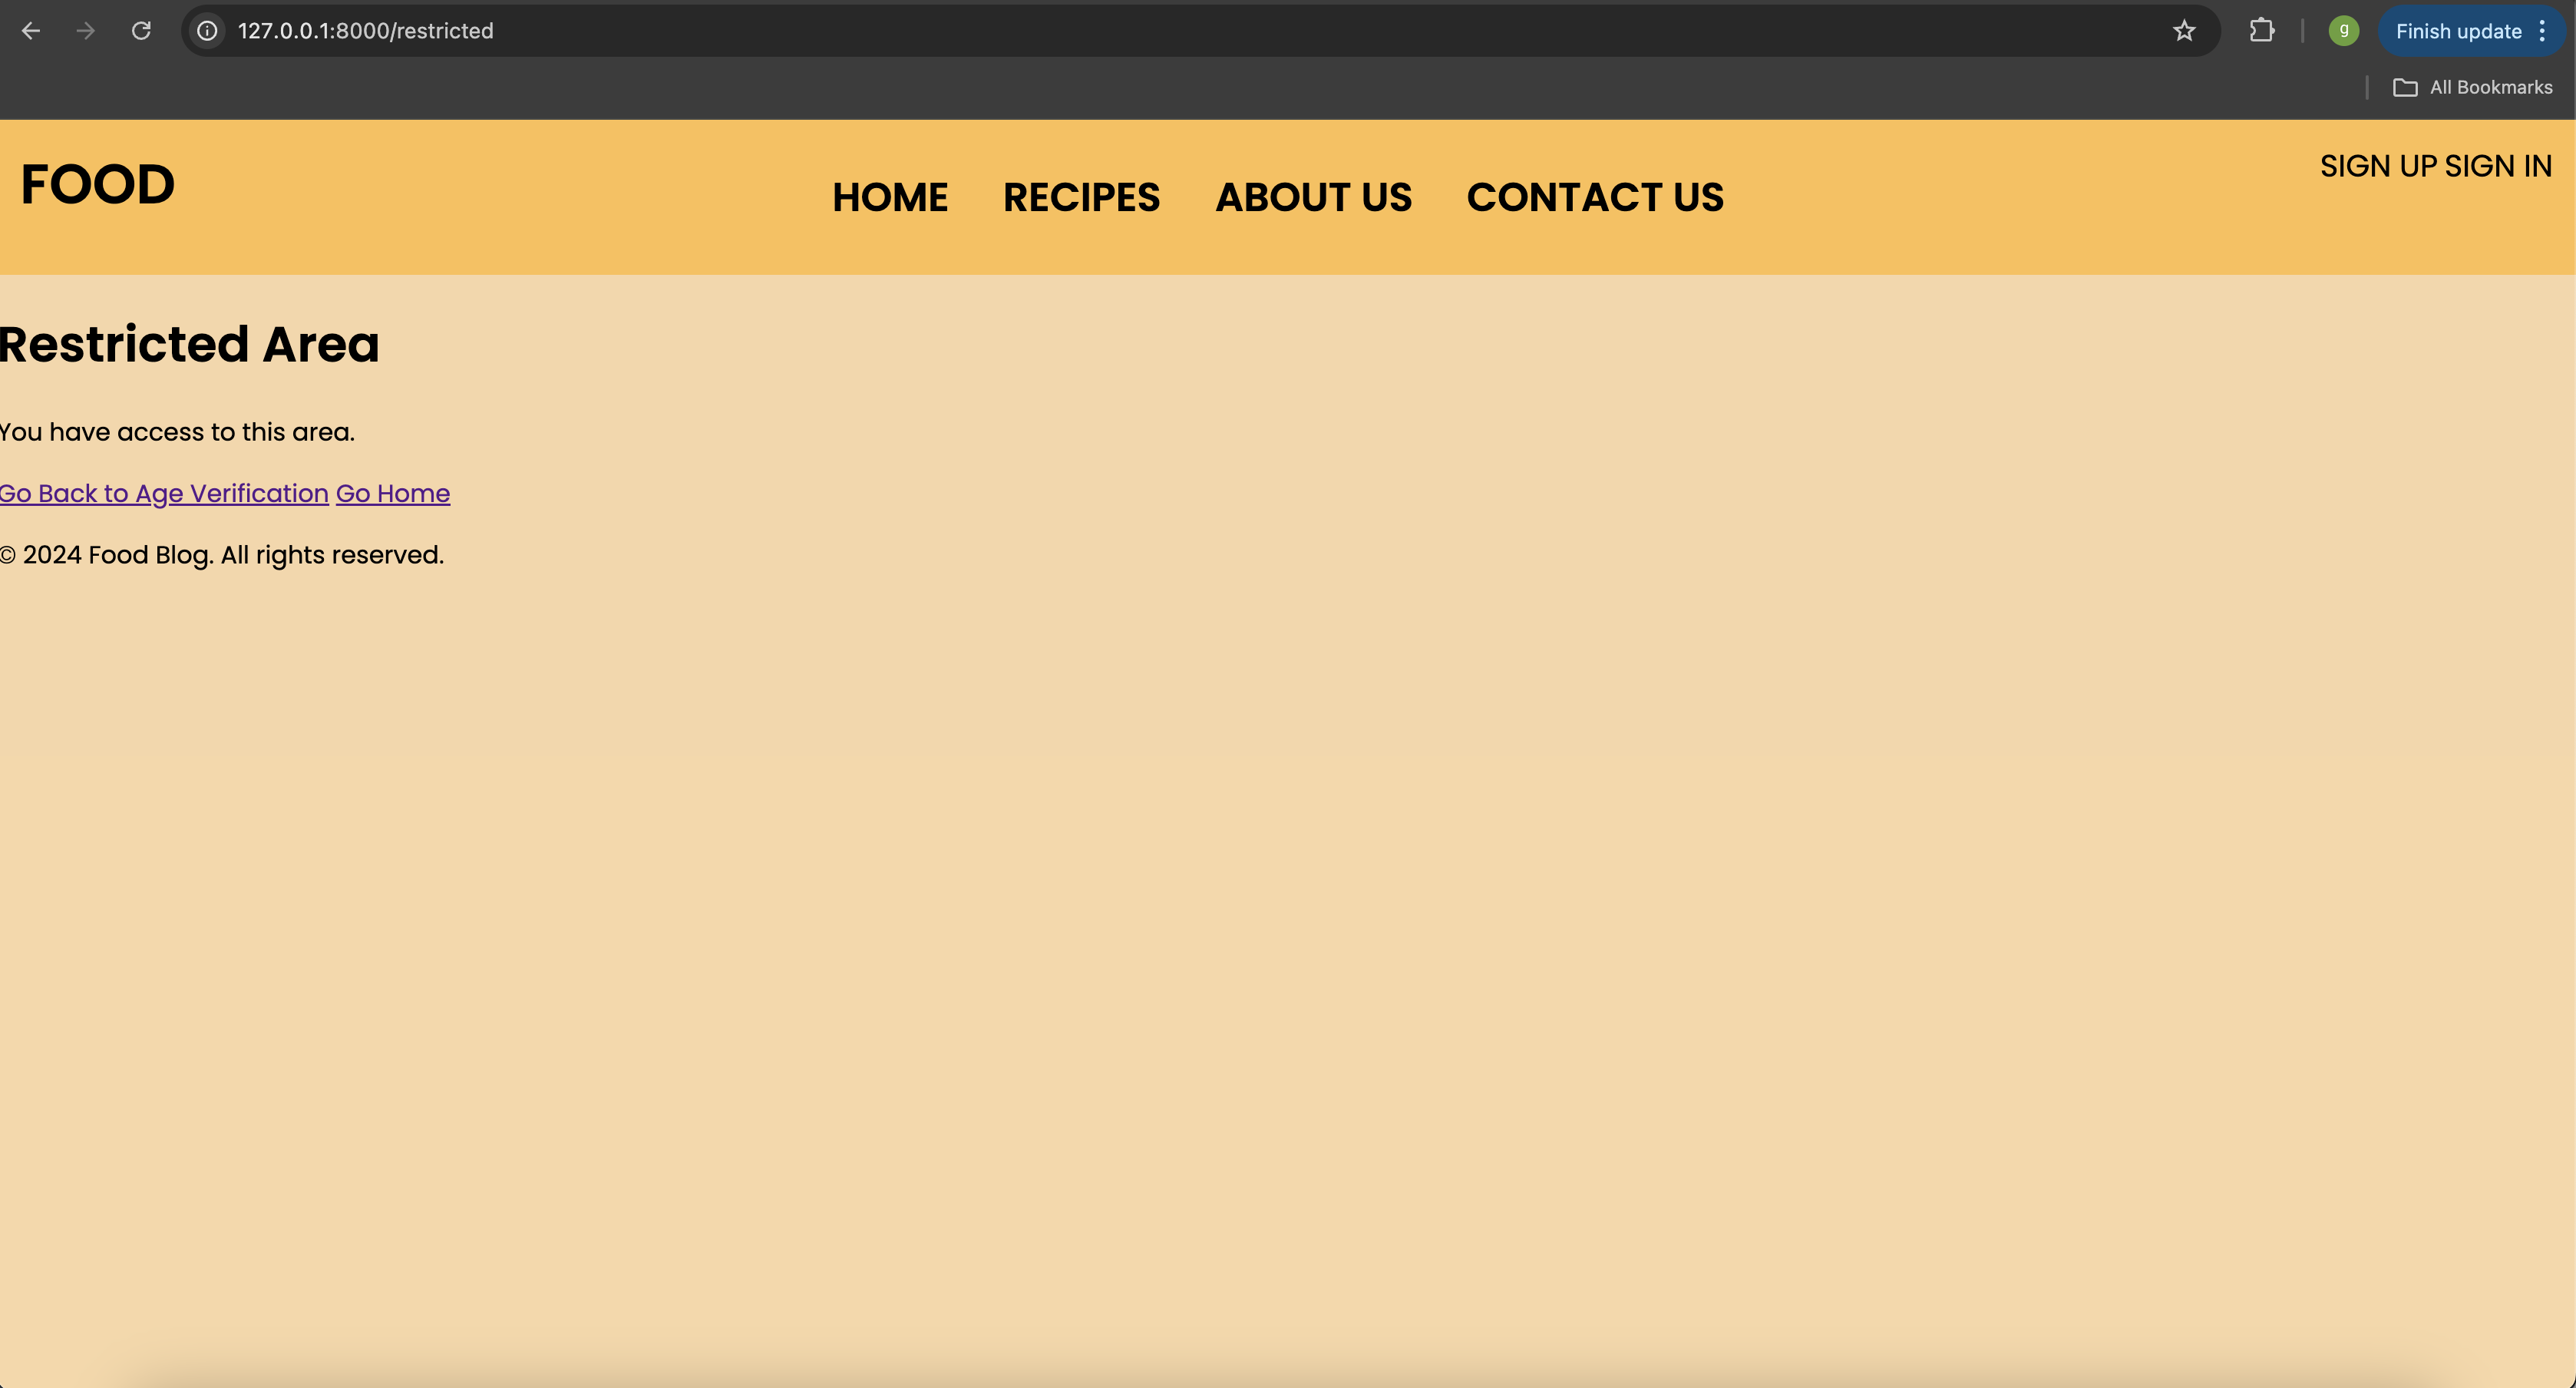 127.0.0.1:8000/restricted
g
Finish update
All Bookmarks
FOOD
HOME RECIPES ABOUT US CONTACT US
SIGN UP SIGN IN
Restricted Area
You have access to this area.
Go Back to Age Verification Go Home
© 2024 Food Blog. All rights reserved.